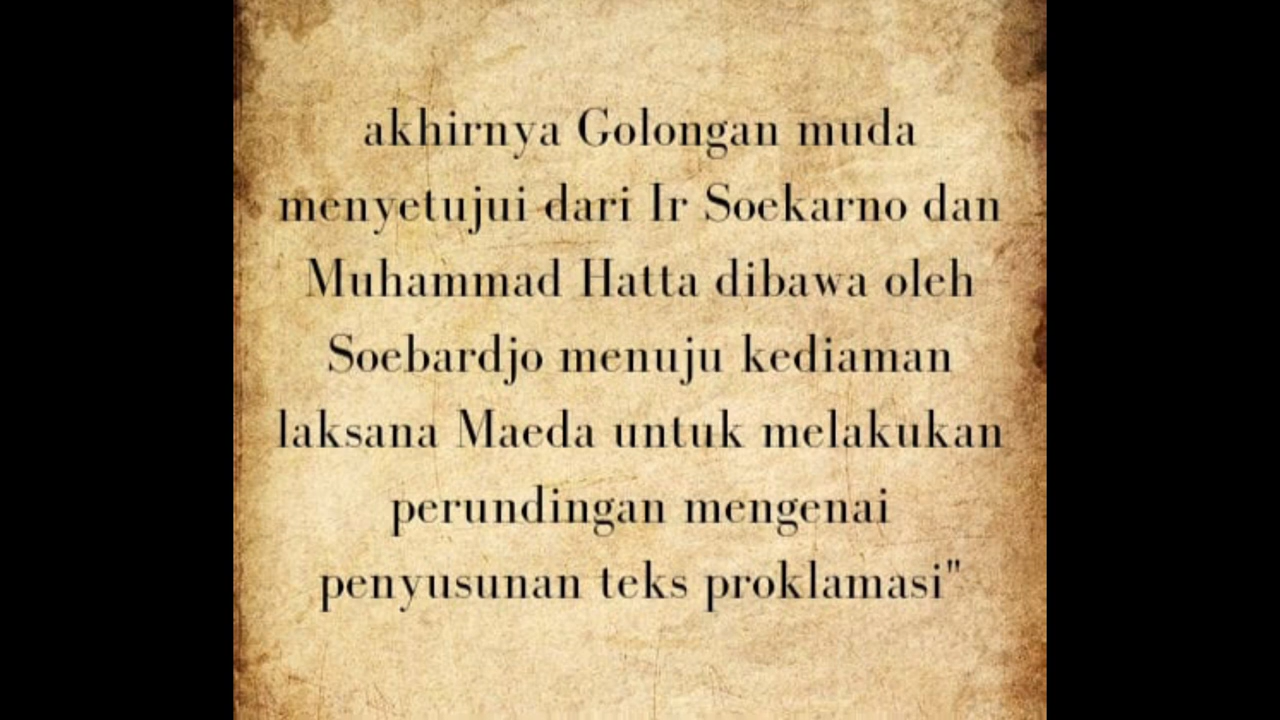 akhirnya Golongan muda
menyetujui dari Ir Soekarno dan
Muhammad Hatta dibawa oleh
Soebardjo menuju kediaman
laksana Maeda untuk melakukan
perundingan mengenai
penyusunan teks proklamasi"